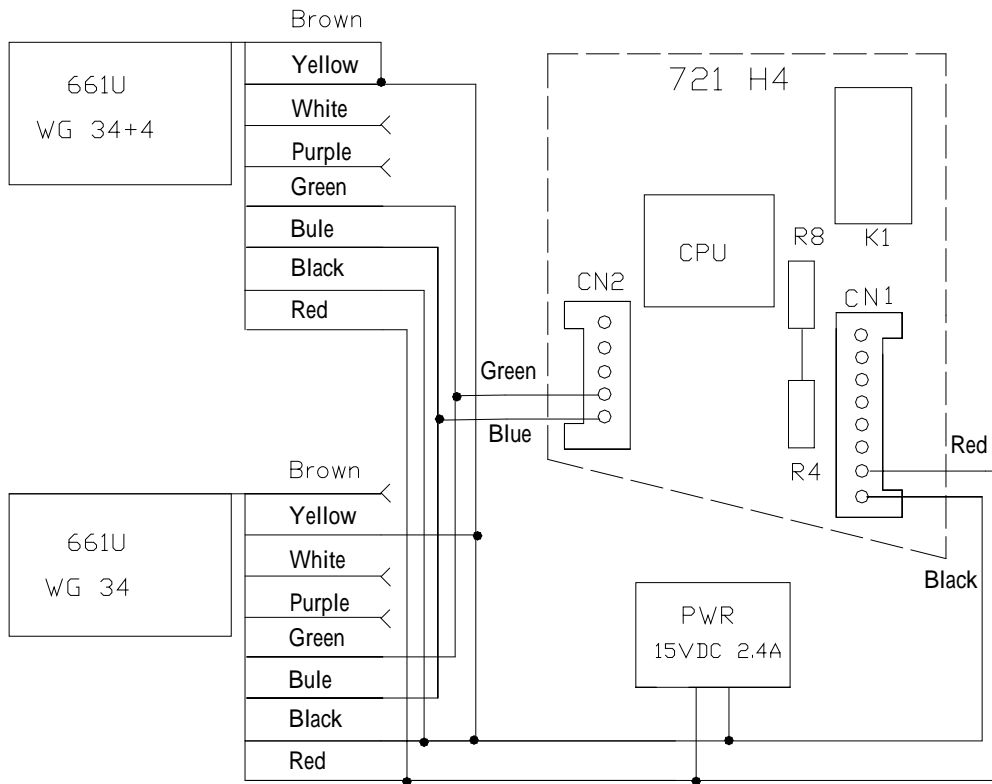 Brown
661U
WG 34+4
Yellow
White
Purple
Green
Bule
Black
Red
721 H4
K1
CPU
R8
CN2
CN1
Green
Blue
R4
Red
Black
Brown
661U
WG 34
Yellow
White
Purple
Green
Bule
Black
Red
PWR
15VDC 2.4A